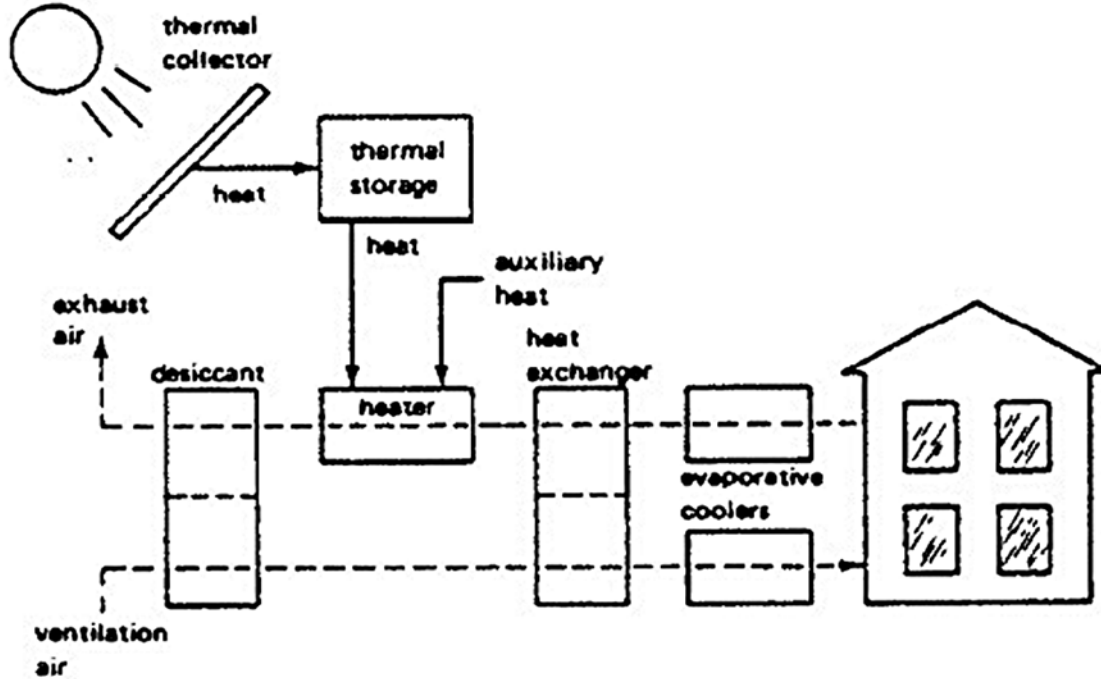 thermal
collector
thermal
storage
heat
heat
auxiliary
heat
exhaust
air
heat
exchanger
desiccant
heater
evaporative
coolers
ventilation
air